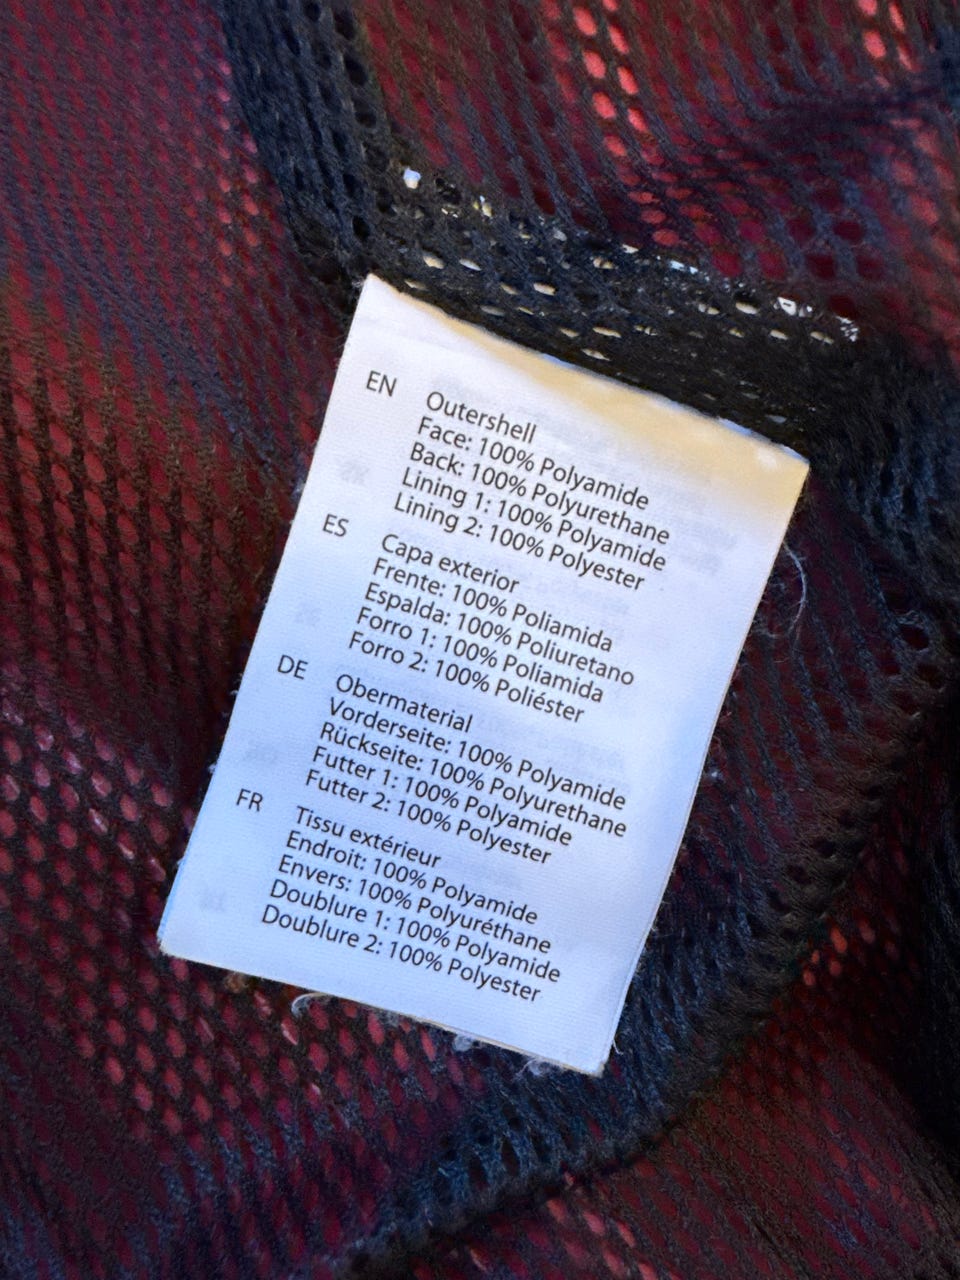 EN Outershell
Face: 100% Polyamide
Back: 100% Polyurethane
Lining 1: 100% Polyamide
Lining 2: 100% Polyester
ES Capa exterior
Frente: 100% Poliamida
Espalda: 100% Poliuretano
Forro 1: 100% Poliamida
Forro 2: 100% Poliéster
DE Obermaterial
Vorderseite: 100% Polyamide
Rückseite: 100% Polyurethane
Futter 1: 100% Polyamide
Futter 2: 100% Polyester
FR Tissu extérieur
Endroit: 100% Polyamide
Envers: 100% Polyuréthane
Doublure 1: 100% Polyamide
Doublure 2: 100% Polyester